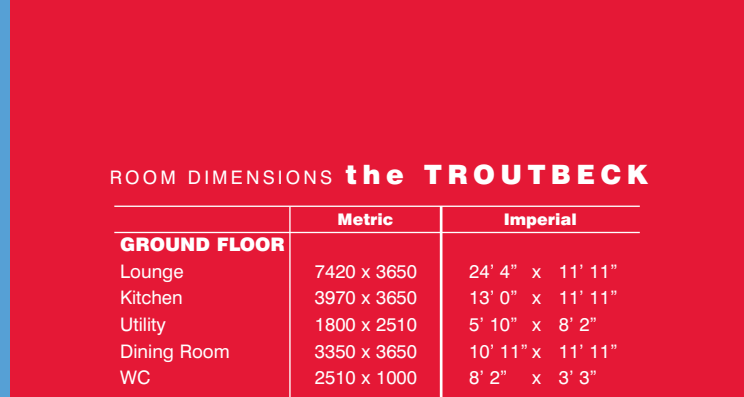 ROOM DIMENSIONS the TROUTBECK
Metric Imperial
GROUND FLOOR
Lounge 7420 x 3650 24’ 4” x 11’ 11”
Kitchen 3970 x 3650 13’ 0” x 11’ 11”
Utility 1800 x 2510 5’ 10” x 8’ 2”
Dining Room 3350 x 3650 10’ 11” x 11’ 11”
WC 2510 x 1000 8’ 2” x 3’ 3”